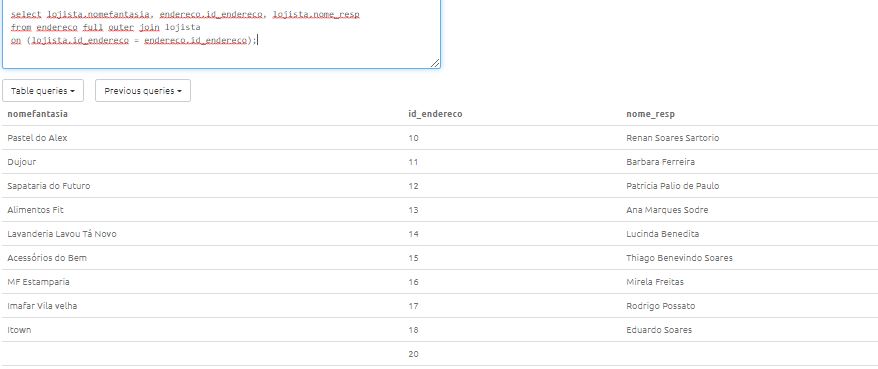 select lojista.nomefantasia, endereco.id_endereco, lojista.nome_resp
from endereco full outer join lojista
on (lojista.id_endereco = endereco.id_endereco);
Table queries Previous queries
nomefantasia id_endereco nome_resp
Pastel do Alex 10 Renan Soares Sartorio
Dujour 11 Barbara Ferreira
Sapataria do Futuro 12 Patricia Palio de Paulo
Alimentos Fit 13 Ana Marques Sodre
Lavanderia Lavou Tá Novo 14 Lucinda Benedita
Acessórios do Bem 15 Thiago Benevindo Soares
MF Estamparia 16 Mirela Freitas
Imafar Vila velha 17 Rodrigo Possato
Itown 18 Eduardo Soares
20